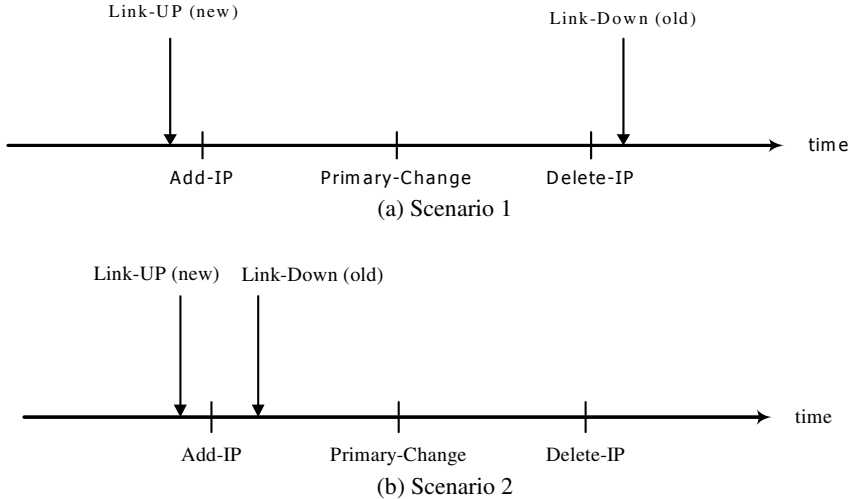 Link-UP (new)
Link-Down (old)
time
Add-IP
Primary-Change
Delete-IP
(a) Scenario 1
Link-UP (new)
Link-Down (old)
time
Add-IP
Primary-Change
Delete-IP
(b) Scenario 2